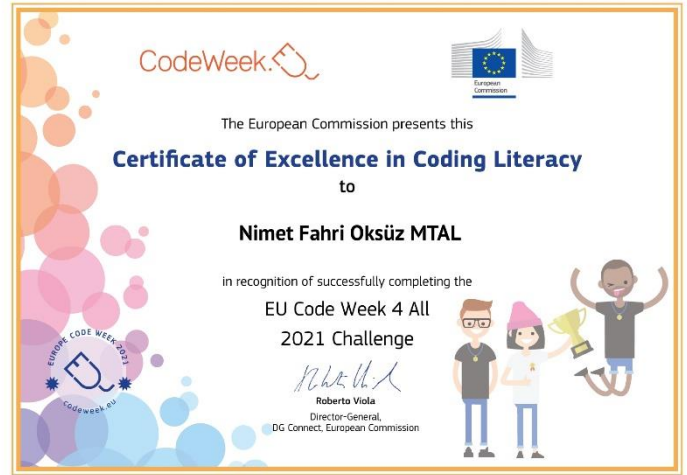 CodeWeek.EU
European
Commission
The European Commission presents this
Certificate of Excellence in Coding Literacy
to
Nimet Fahri Oksüz MTAL
in recognition of successfully completing the
EU Code Week 4 All
2021 Challenge
Roberto Viola
Director-General,
DG Connect, European Commission
EUROPE CODE WEEK 2021
codeweek.eu